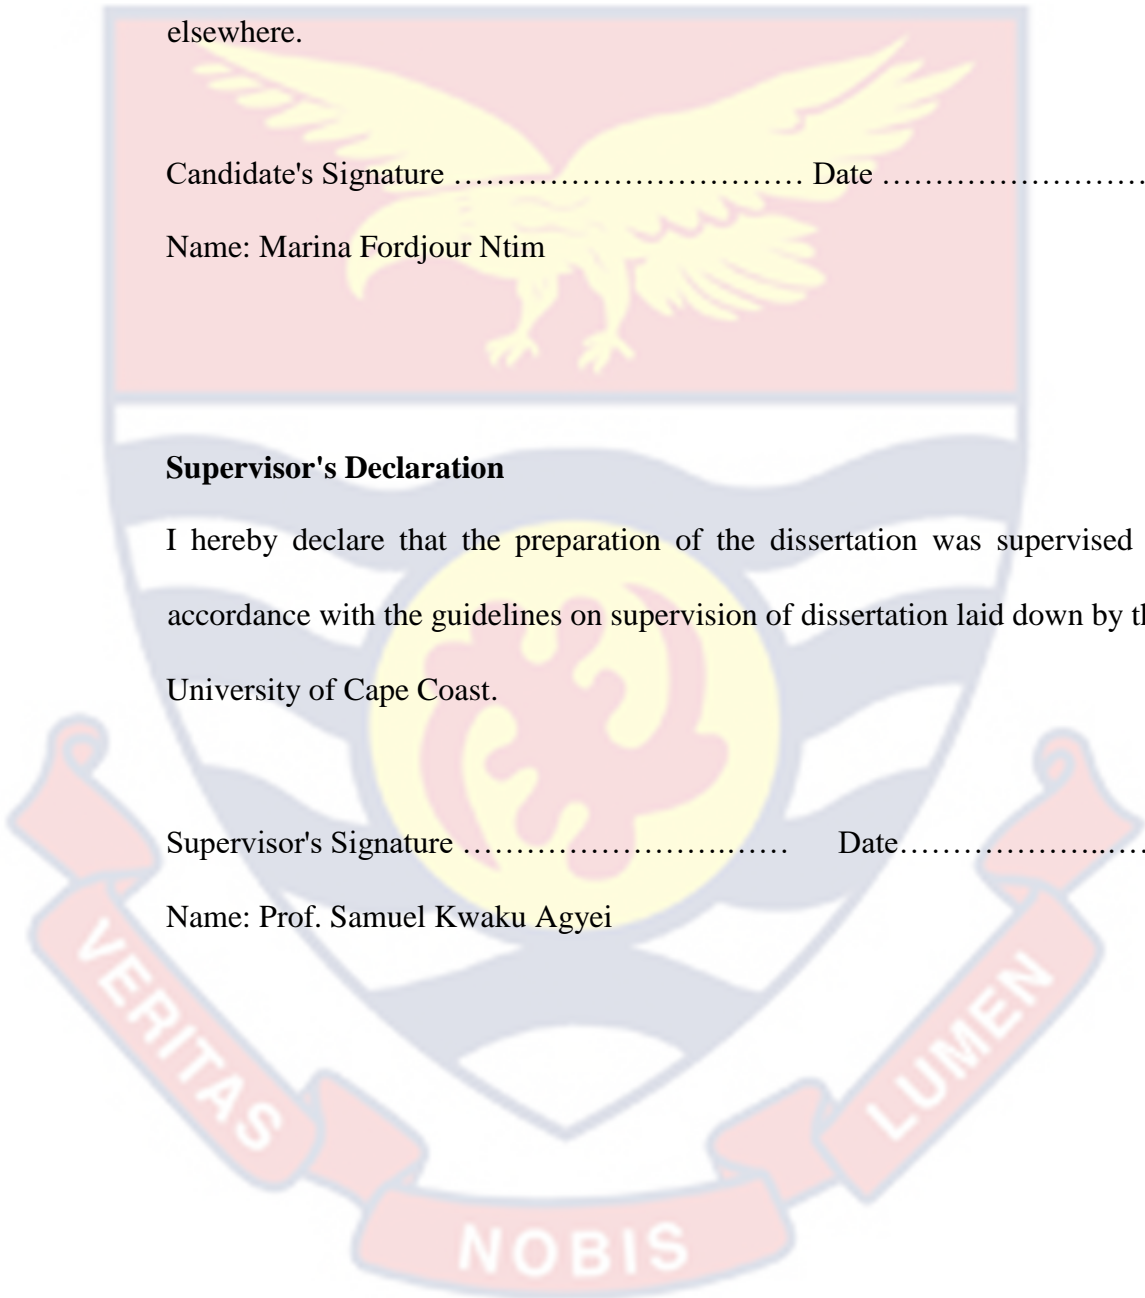 elsewhere.
Candidate's Signature …………………………… Date ……………………
Name: Marina Fordjour Ntim
Supervisor's Declaration
I hereby declare that the preparation of the dissertation was supervised
accordance with the guidelines on supervision of dissertation laid down by
University of Cape Coast.
Supervisor's Signature …………………….…… Date………………..…
Name: Prof. Samuel Kwaku Agyei
VERITAS
NOBIS
LUMEN